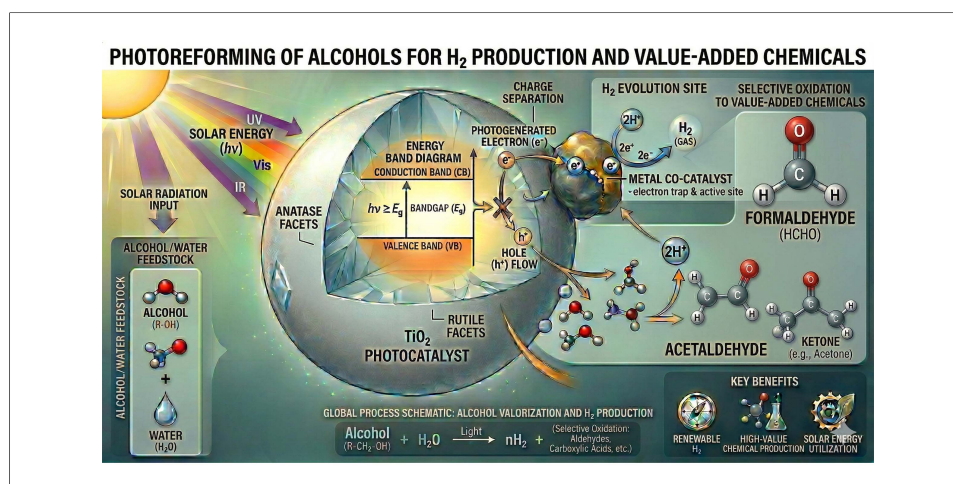 PHOTOREFORMING OF ALCOHOLS FOR H₂ PRODUCTION AND VALUE-ADDED CHEMICALS
UV
SOLAR ENERGY
(hν)
Vis
IR
SOLAR RADIATION
INPUT
ALCOHOL/WATER
FEEDSTOCK
ALCOHOL/WATER FEEDSTOCK
ALCOHOL
(R-OH)
+
WATER
(H₂O)
ANATASE
FACETS
ENERGY
BAND DIAGRAM
CONDUCTION BAND (CB)
hν ≥ Eg
BANDGAP (Eg)
VALENCE BAND (VB)
RUTILE
FACETS
TiO₂
PHOTOCATALYST
CHARGE
SEPARATION
PHOTOGENERATED
ELECTRON (e⁻)
e⁻
h⁺
HOLE
(h⁺) FLOW
H₂ EVOLUTION SITE
2H⁺
2e⁺
2e⁻
H₂
(GAS)
e⁺
e⁻
METAL CO-CATALYST
- electron trap & active site
2H⁺
SELECTIVE OXIDATION
TO VALUE-ADDED CHEMICALS
O
C
H
H
FORMALDEHYDE
(HCHO)
ACETALDEHYDE
KETONE
(e.g., Acetone)
GLOBAL PROCESS SCHEMATIC: ALCOHOL VALORIZATION AND H₂ PRODUCTION
Alcohol
(R-CH₂-OH)
+ H₂O
Light
nH₂ +
(Selective Oxidation:
Aldehydes,
Carboxylic Acids, etc.)
KEY BENEFITS
RENEWABLE
H₂
HIGH-VALUE
CHEMICAL PRODUCTION
SOLAR ENERGY
UTILIZATION